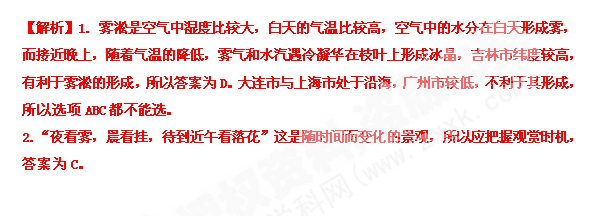 【解析】1．雾凇是空气中湿度比较大，白天的气温比较高，空气中的水分在白天形成雾，
而接近晚上，随着气温的降低，雾气和水汽遇冷凝华在枝叶上形成冰晶，吉林市纬度较高，
有利于雾凇的形成，所以答案为 D。大连市与上海市处于沿海，广州市较低，不利于其形成，
所以选项 ABC 都不能选。
2．“夜看雾，晨看挂，待到近午看落花”这是随时间而变化的景观，所以应把握观赏时机，
答案为 C。